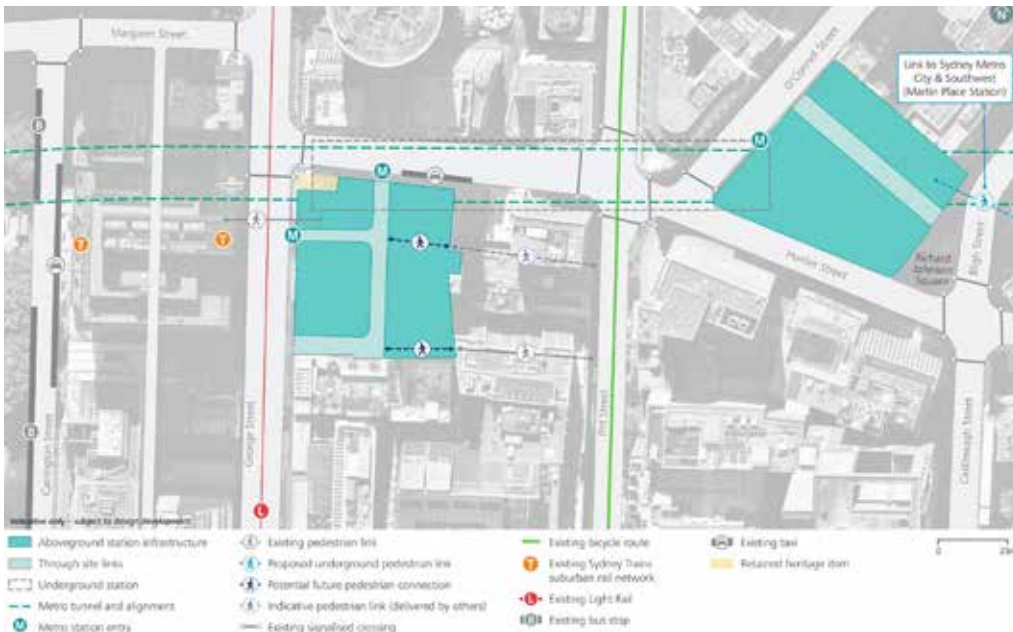 Margaret Street
O'Connell Street
N
Link to Sydney Metro
City & Southwest
(Martin Place Station)
B
M
M
T
T
M
Hunter Street
Richard
Johnson
Square
Bligh Street
Carrington Street
George Street
Pitt Street
Castlereagh Street
B
L
Indicative only – subject to design development
Aboveground station infrastructure
Through site links
Underground station
Metro tunnel and alignment
M Metro station entry
Existing pedestrian link
Proposed underground pedestrian link
Potential future pedestrian connection
Indicative pedestrian link (delivered by others)
Existing signalised crossing
Existing bicycle route
T Existing Sydney Trains
suburban rail network
L Existing Light Rail
B Existing bus stop
Existing taxi
Retained heritage item
0